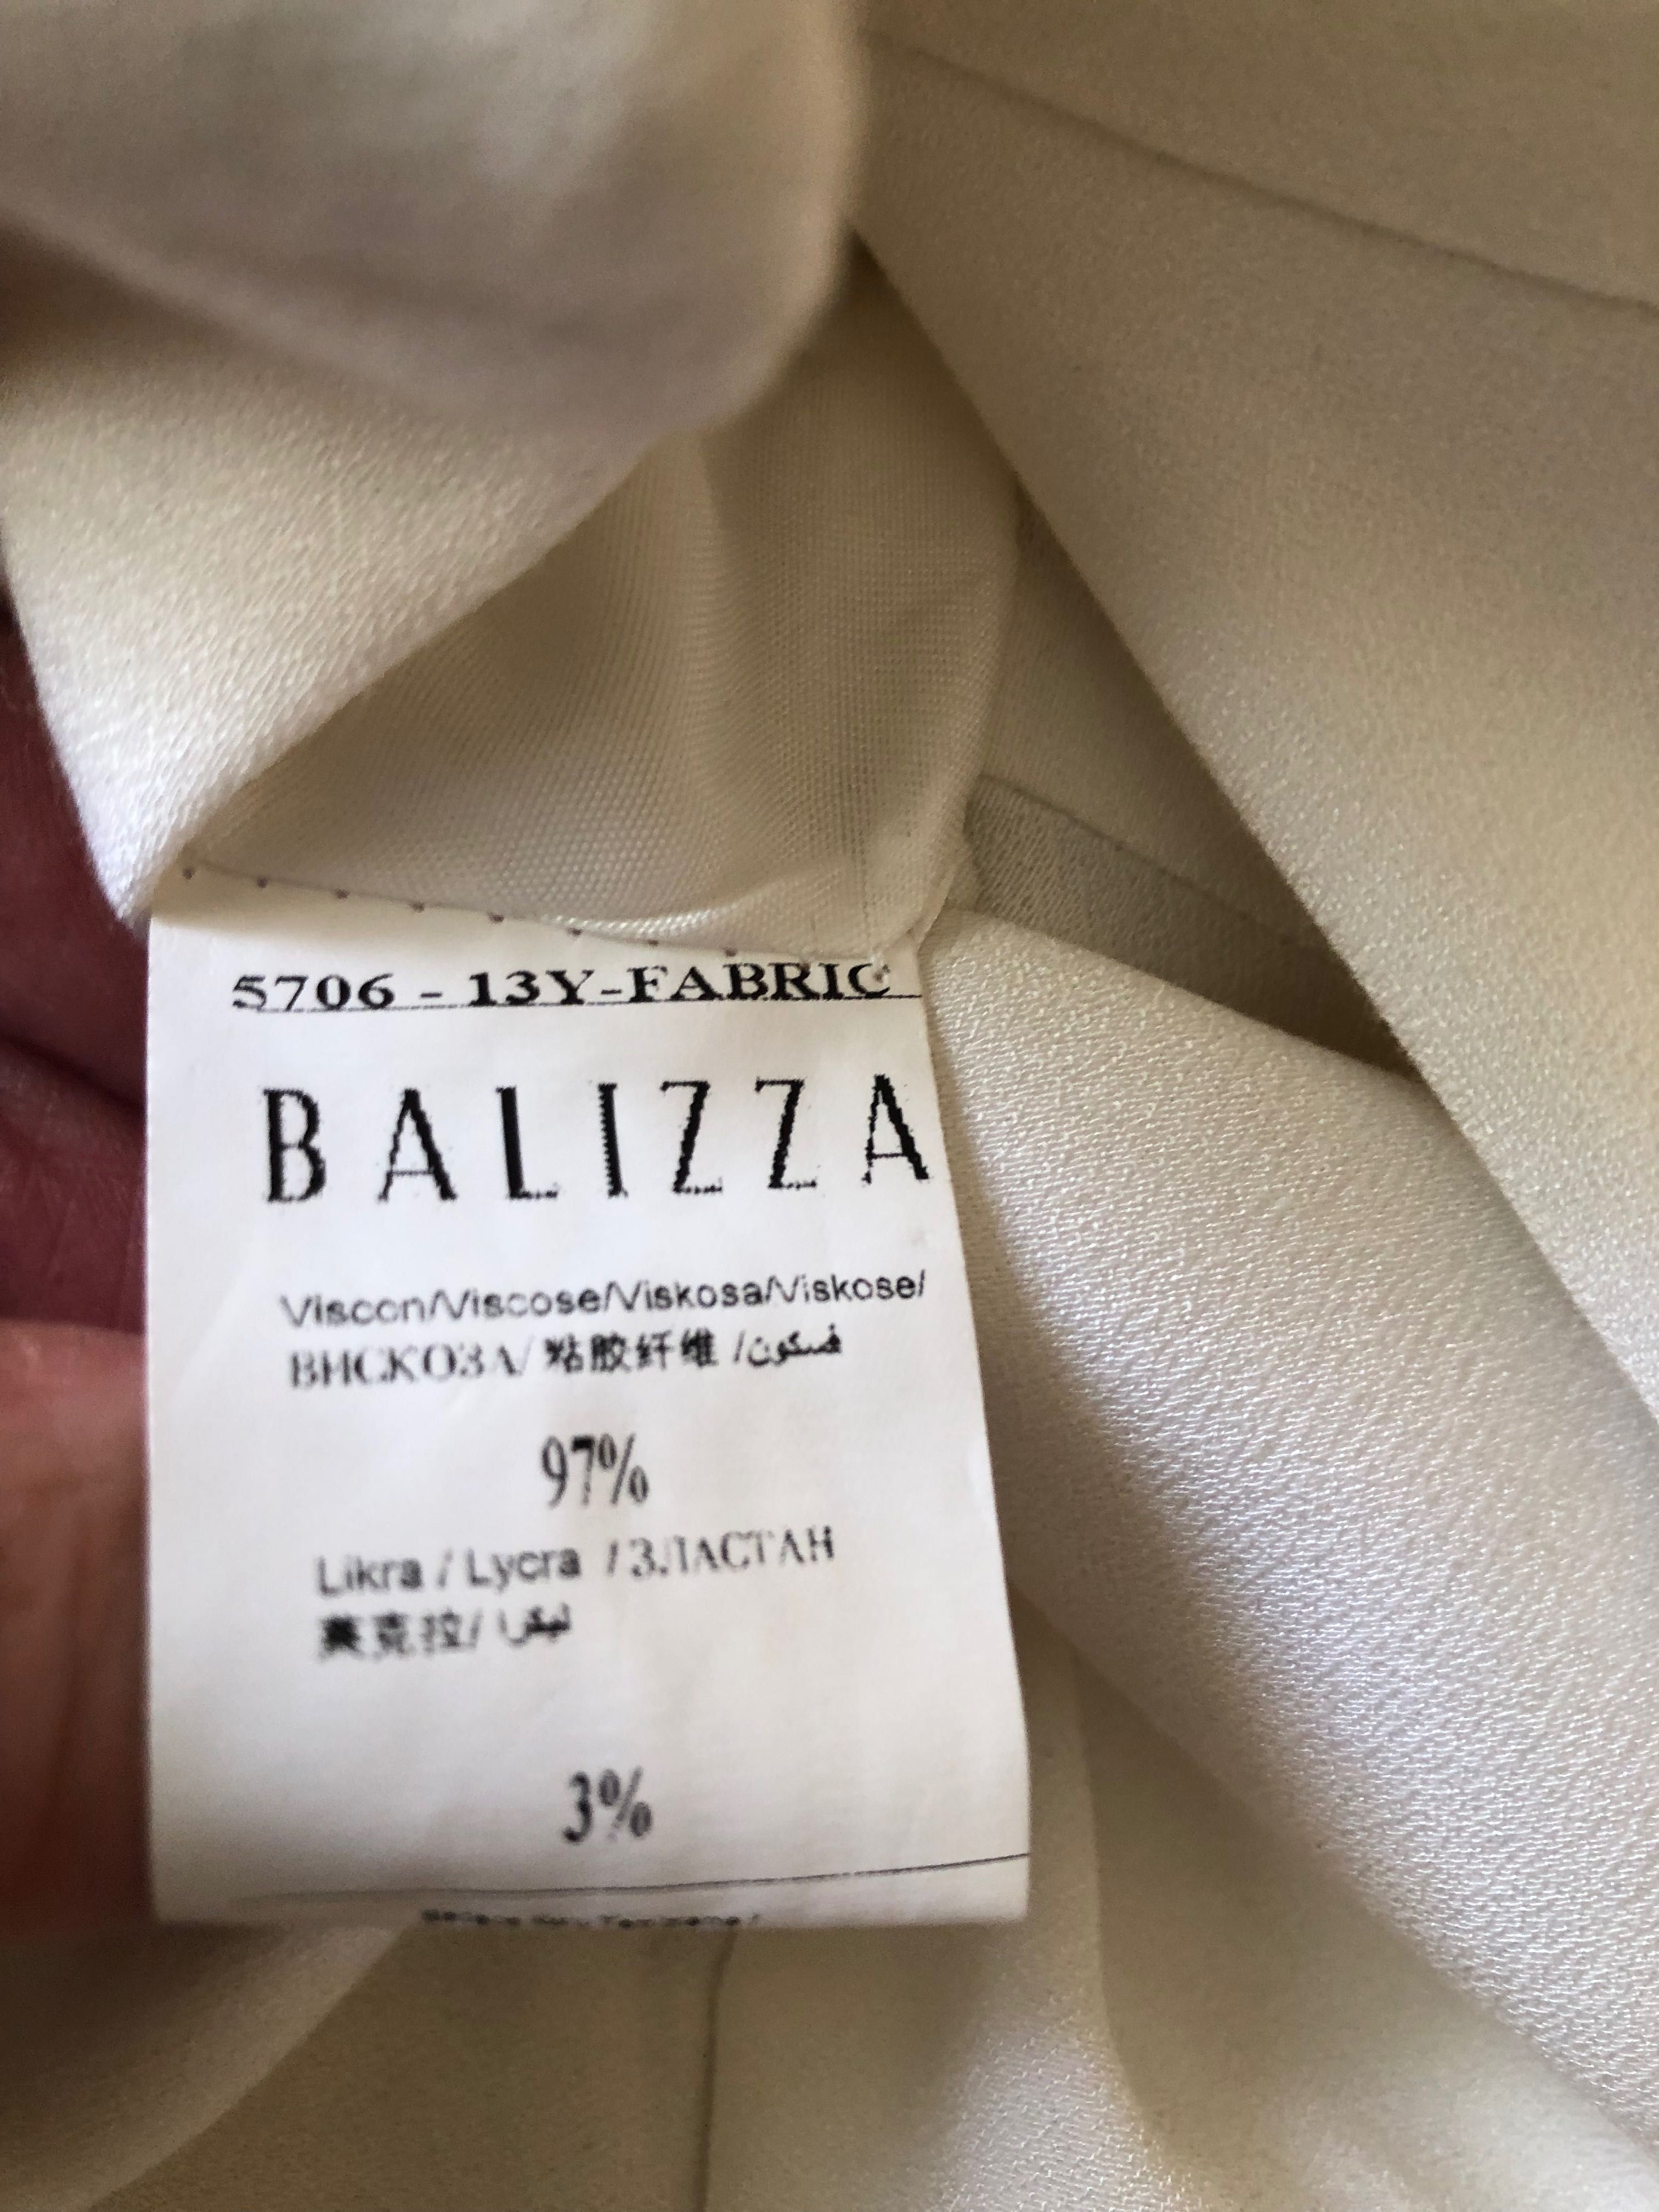 5706 - 13Y-FABRIC
BALIZZA
Viscon/Viscose/Viskosa/Viskose/
ВИСКОЗА/ 粘胶纤维 /فسكون
97%
Likra / Lycra / ЭЛАСТАН
莱克拉/ ليكرا
3%